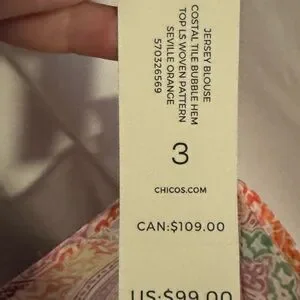 JERSEY BLOUSE
COSTAL TILE BUBBLE HEM
TOP LS WOVEN PATTERN
SEVILLE ORANGE
570326569
3
CHICOS.COM
CAN:$109.00
US:$99.00